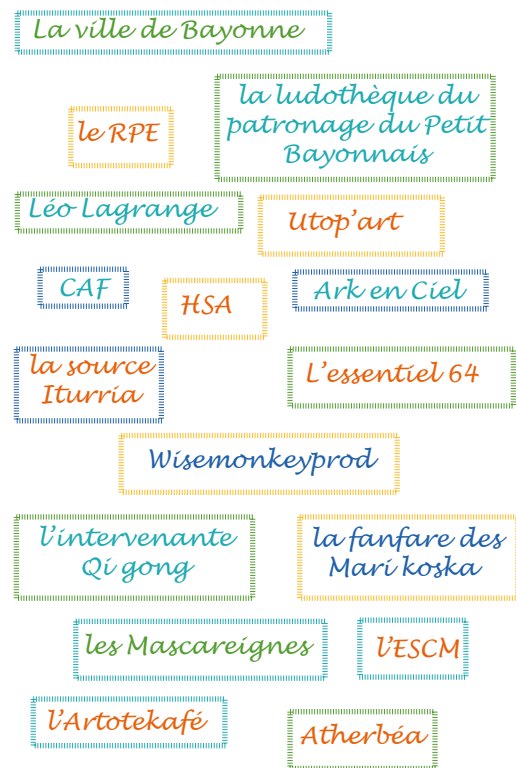 La ville de Bayonne
la ludothèque du
patronage du Petit
Bayonnais
le RPE
Léo Lagrange
Utop'art
CAF
HSA
Ark en Ciel
la source
Iturria
L'essentiel 64
Wisemonkeyprod
l'intervenante
Qi gong
la fanfare des
Mari koska
les Mascareignes
l'ESCM
l'Artotekafé
Atherbéa